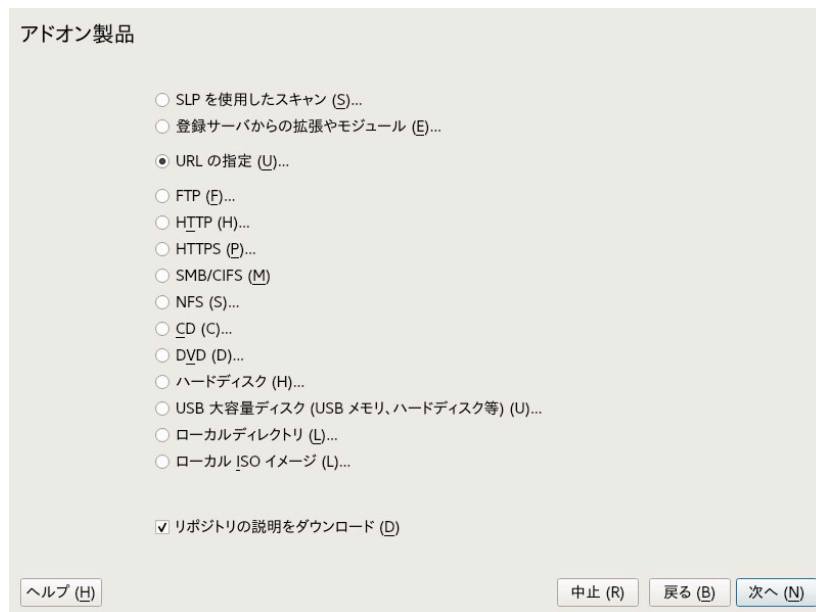 アドオン製品
SLP を使用したスキャン (S)...
登録サーバからの拡張やモジュール (E)...
URL の指定 (U)...
FTP (F)...
HTTP (H)...
HTTPS (P)...
SMB/CIFS (M)
NFS (S)...
CD (C)...
DVD (D)...
ハードディスク (H)...
USB 大容量ディスク (USB メモリ、ハードディスク等) (U)...
ローカルディレクトリ (L)...
ローカル ISO イメージ (L)...
リポジトリの説明をダウンロード (D)
ヘルプ (H) 中止 (R) 戻る (B) 次へ (N)